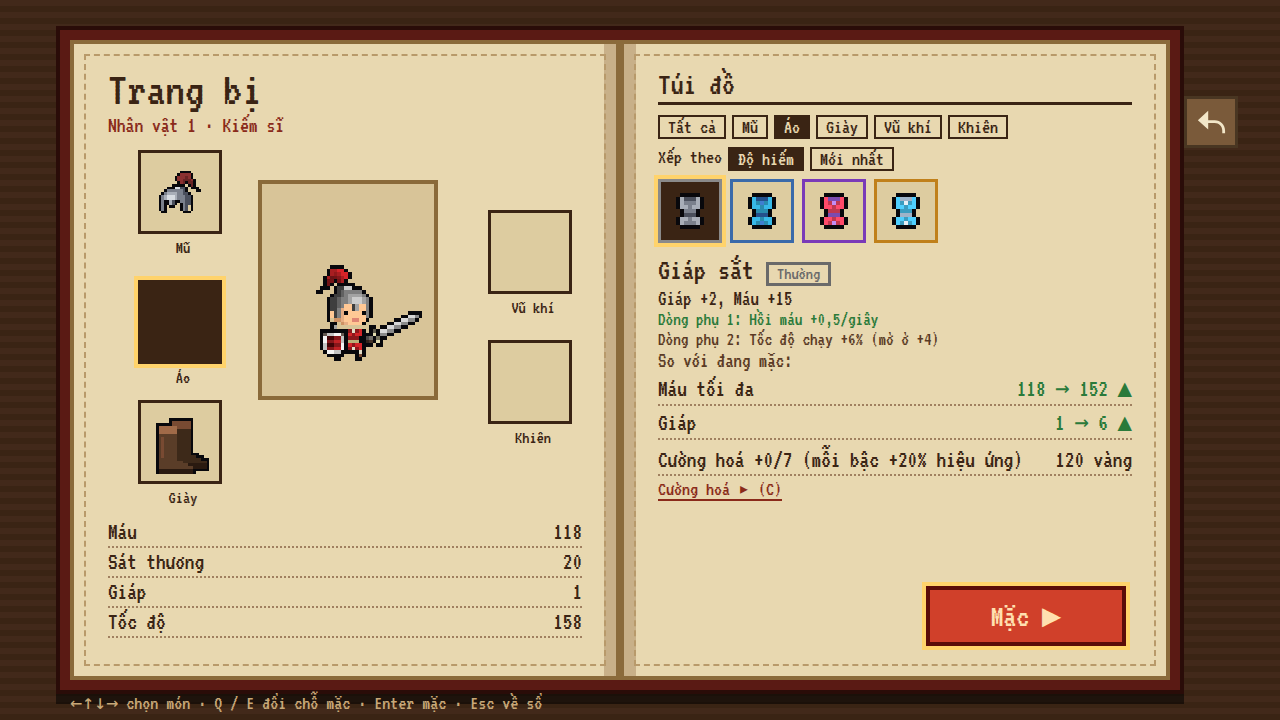 Trang bị
Nhân vật 1 · Kiếm sĩ
Mũ
Áo
Giày
Vũ khí
Khiên
Máu 118
Sát thương 20
Giáp 1
Tốc độ 158
Túi đồ
Tất cả Mũ Áo Giày Vũ khí Khiên
Xếp theo Độ hiếm Mới nhất
Giáp sắt Thường
Giáp +2, Máu +15
Dòng phụ 1: Hồi máu +0,5/giây
Dòng phụ 2: Tốc độ chạy +6% (mở ở +4)
So với đang mặc:
Máu tối đa 118 → 152 ▲
Giáp 1 → 6 ▲
Cường hoá +0/7 (mỗi bậc +20% hiệu ứng) 120 vàng
Cường hoá ► (C)
Mặc ►
←↑↓→ chọn món · Q / E đổi chỗ mặc · Enter mặc · Esc về sổ